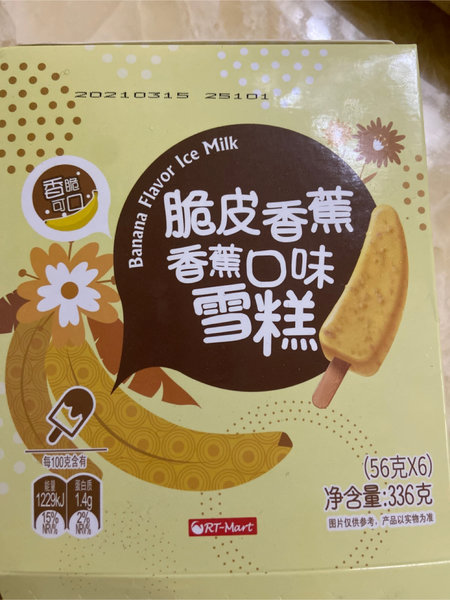 20210315 25101
Banana Flavor Ice Milk
香脆
可口
脆皮香蕉
香蕉口味
雪糕
每100克含有
能量
1229kJ
15%
NRV%
蛋白质
1.4g
2%
NRV%
(56克X6)
净含量:336克
图片仅供参考,产品以实物为准
RT-Mart